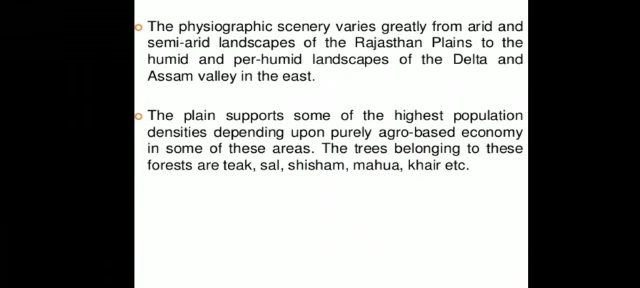 The physiographic scenery varies greatly from arid and
semi-arid landscapes of the Rajasthan Plains to the
humid and per-humid landscapes of the Delta and
Assam valley in the east.
The plain supports some of the highest population
densities depending upon purely agro-based economy
in some of these areas. The trees belonging to these
forests are teak, sal, shisham, mahua, khair etc.